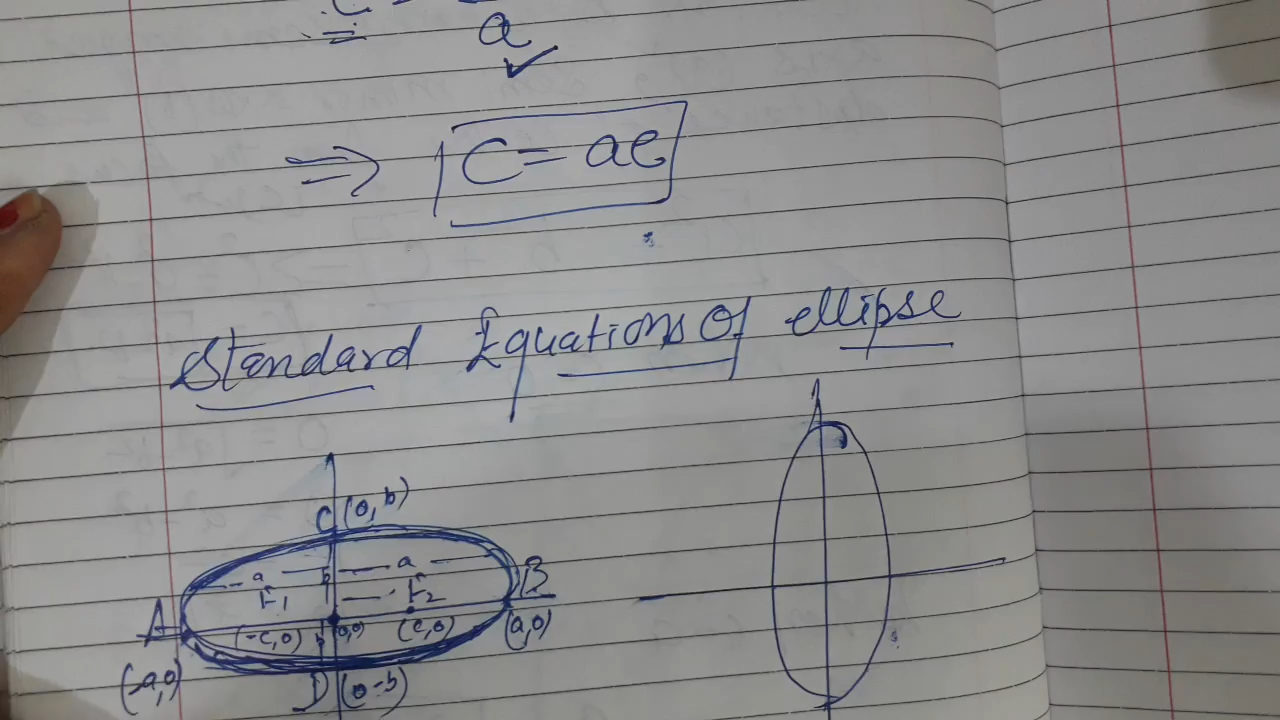 a
⇒ C = ae
Standard Equations Of ellipse
C (0, b)
a b a
F1 F2
A B
(-c,0) b (0,0) (c,0) (a,0)
(-a,0) D (0-b)